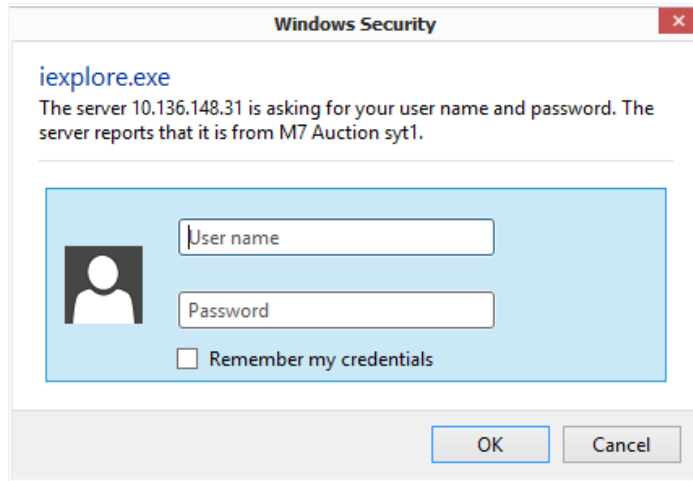 Windows Security
iexplore.exe
The server 10.136.148.31 is asking for your user name and password. The
server reports that it is from M7 Auction syt1.
User name
Password
Remember my credentials
OK
Cancel